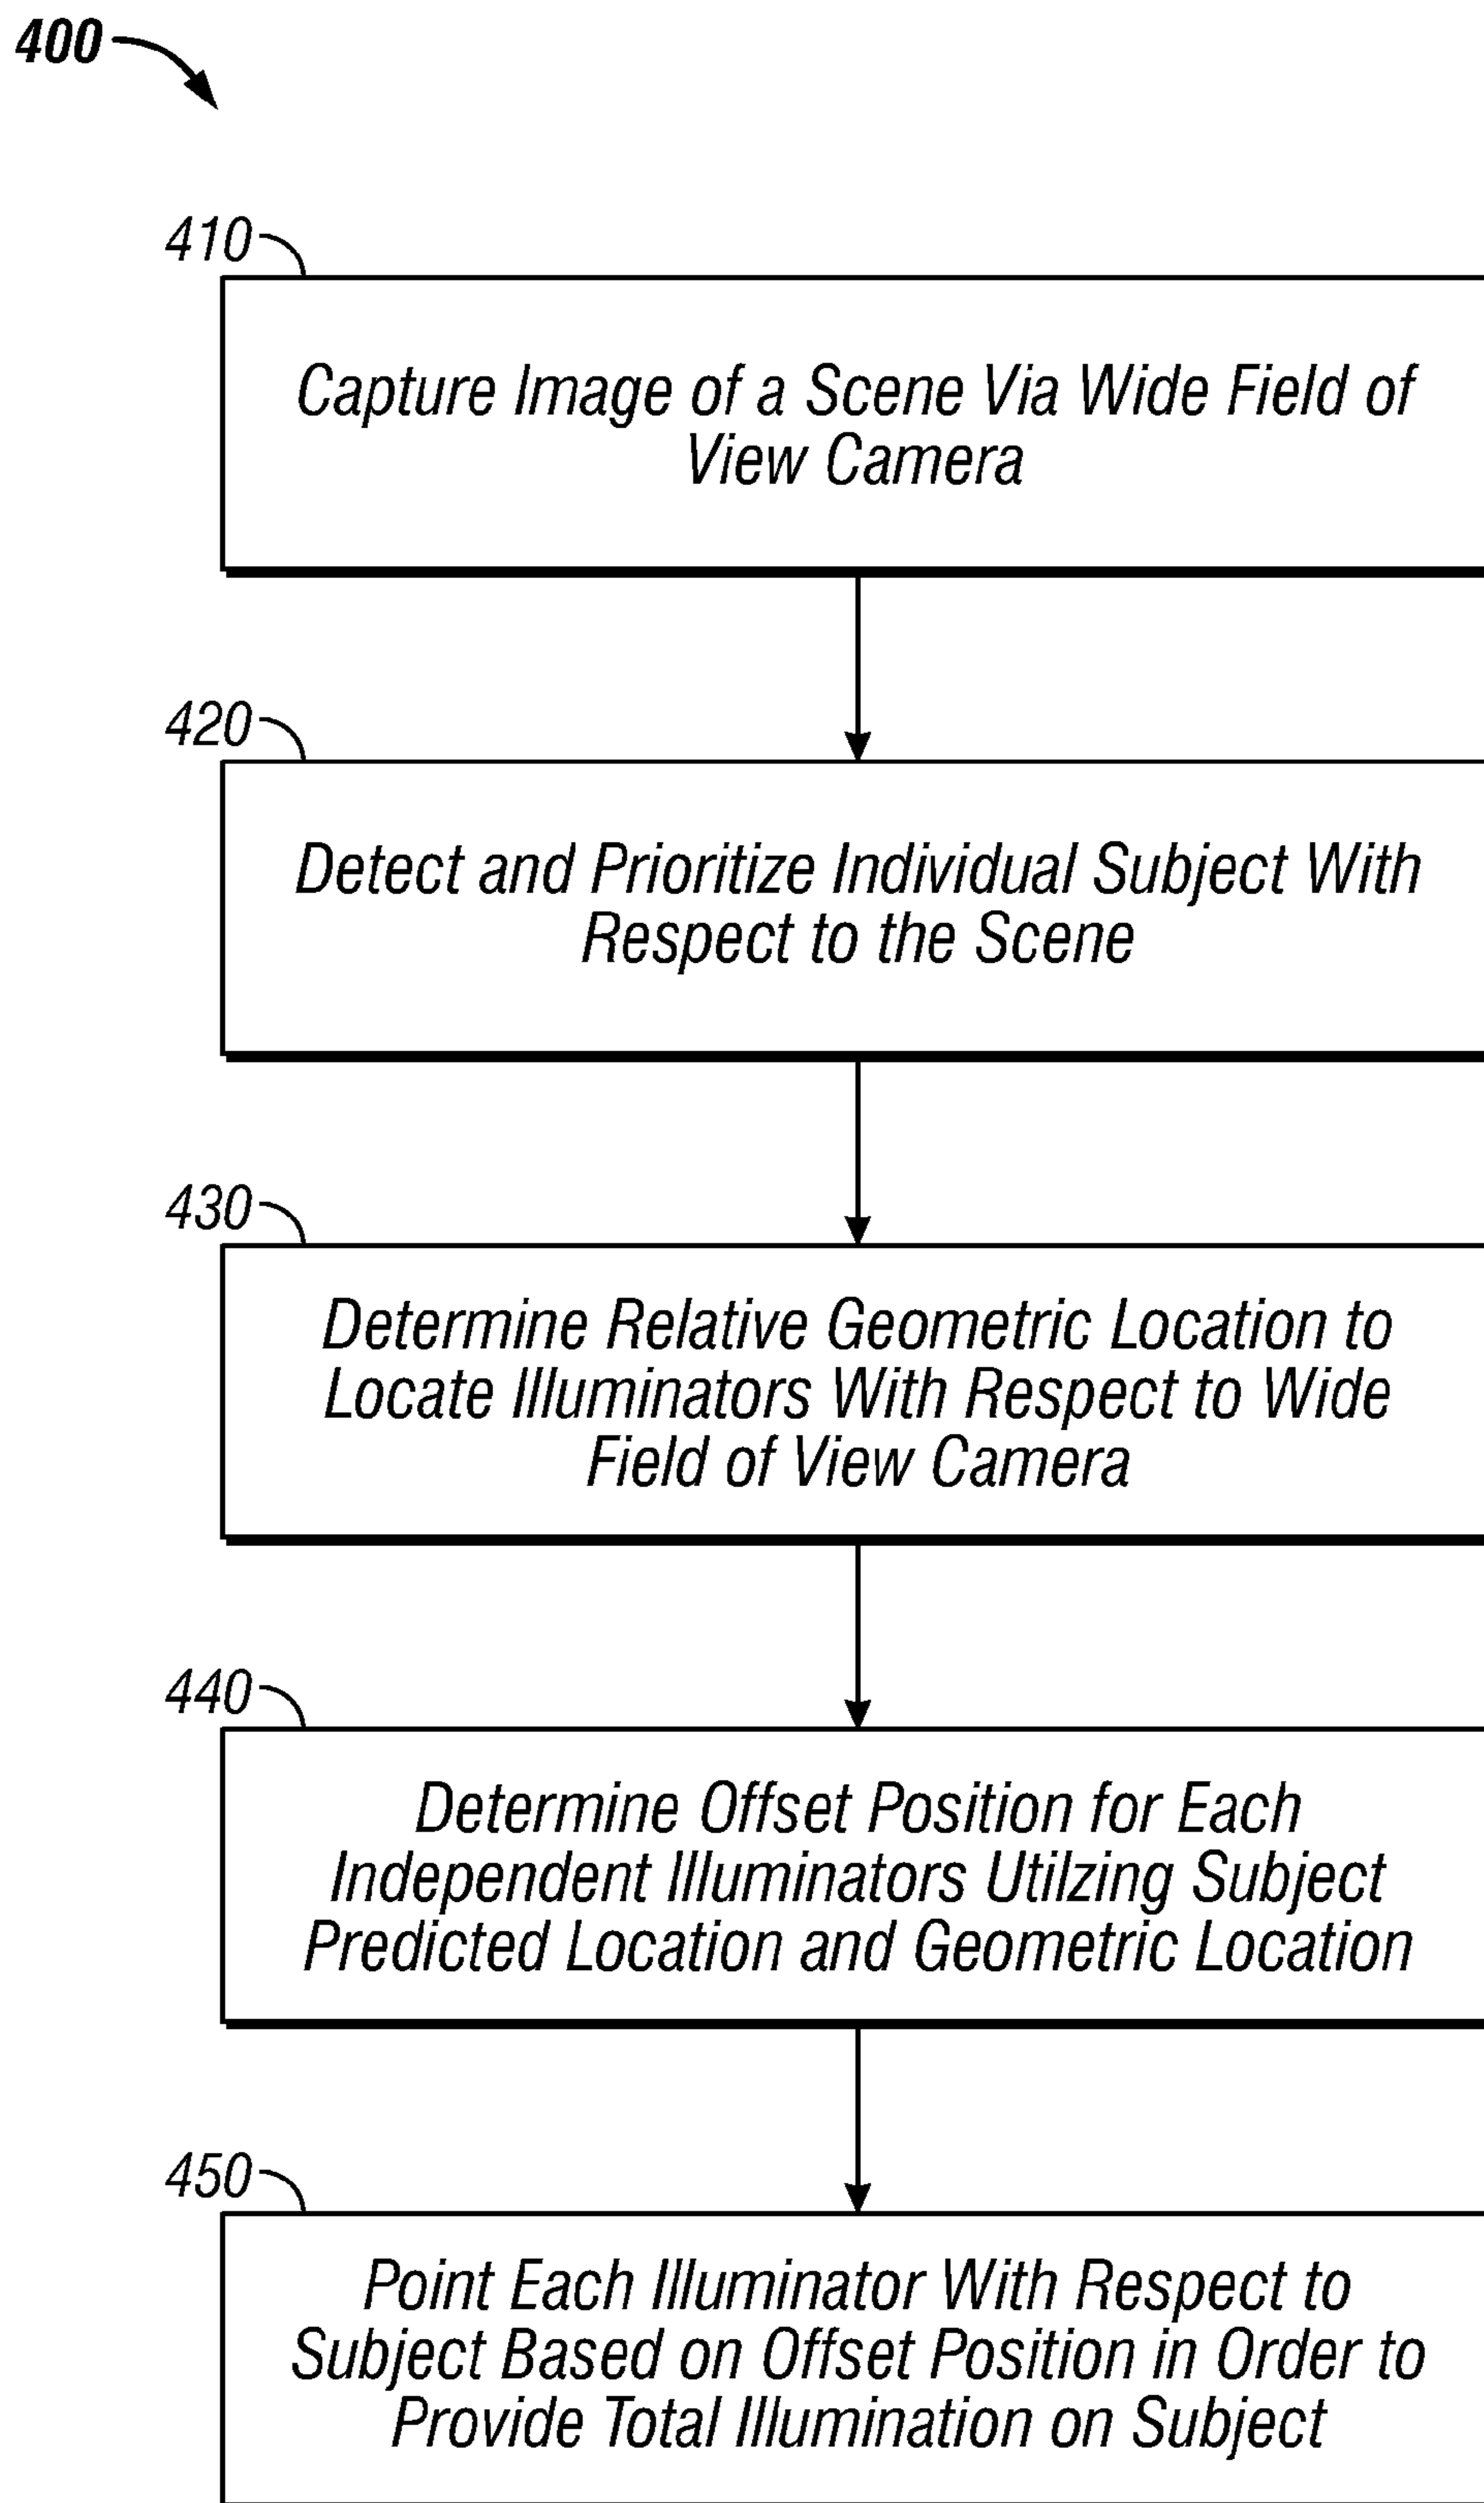 400
410
Capture Image of a Scene Via Wide Field of
View Camera
420
Detect and Prioritize Individual Subject With
Respect to the Scene
430
Determine Relative Geometric Location to
Locate Illuminators With Respect to Wide
Field of View Camera
440
Determine Offset Position for Each
Independent Illuminators Utilzing Subject
Predicted Location and Geometric Location
450
Point Each Illuminator With Respect to
Subject Based on Offset Position in Order to
Provide Total Illumination on Subject